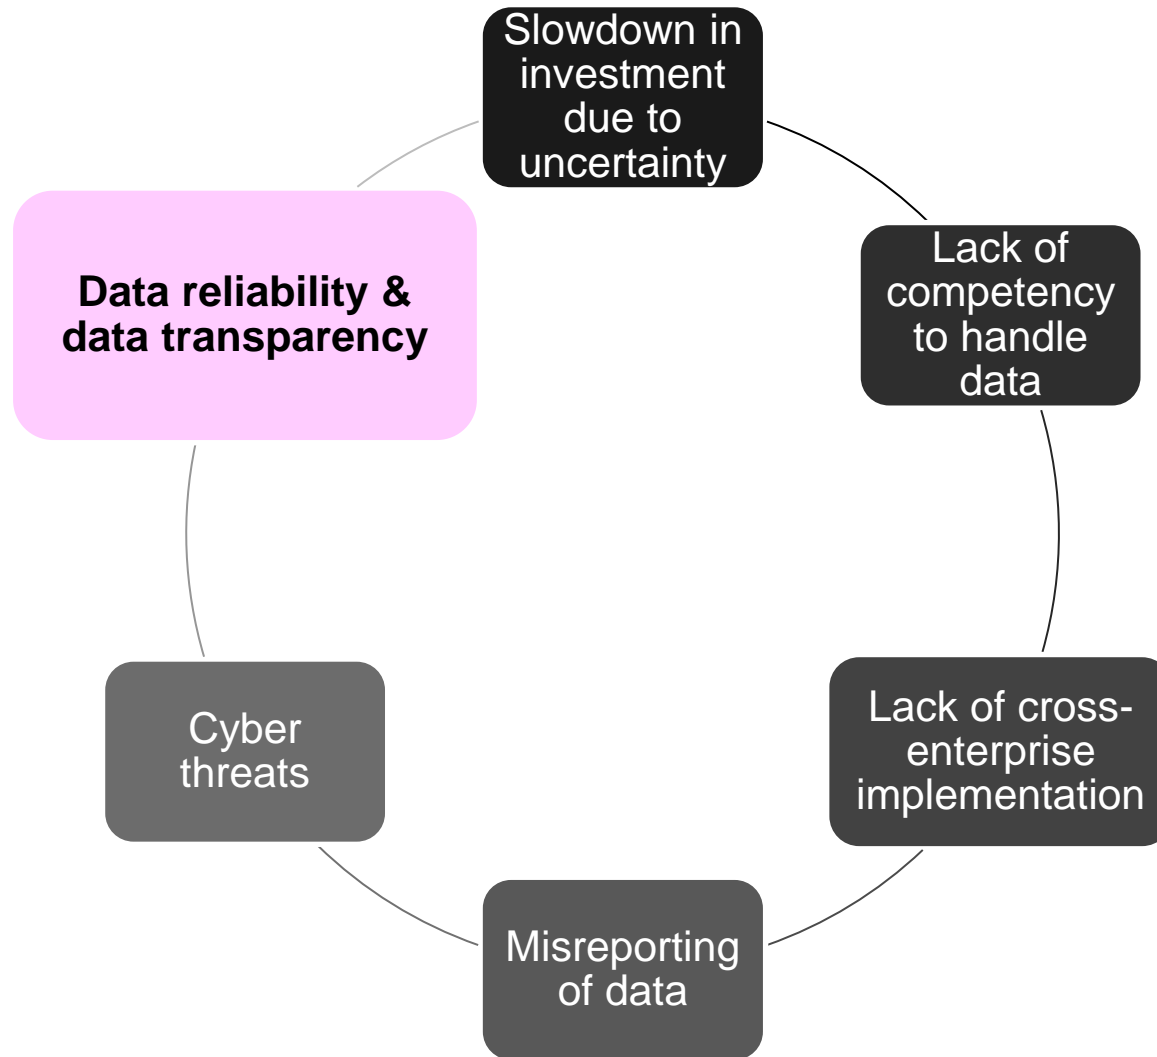 Slowdown in
investment
due to
uncertainty
Lack of
competency
to handle
data
Lack of cross-
enterprise
implementation
Misreporting
of data
Cyber
threats
Data reliability &
data transparency